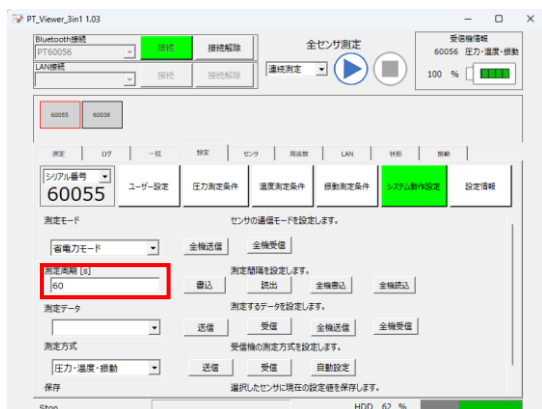 PT_Viewer_3in1 1.03
Bluetooth接続
PT60056
接続
接続解除
LAN接続
接続
接続解除
全センサ測定
連続測定
受信機情報
60056 圧力・温度・振動
100 %
60055
60038
測定
ログ
一覧
設定
センサ
周波数
LAN
状態
振動
シリアル番号
60055
ユーザー設定
圧力測定条件
温度測定条件
振動測定条件
システム動作設定
設定情報
測定モード
センサの通信モードを設定します。
省電力モード
全機送信
全機受信
測定周期 [s]
測定間隔を設定します。
60
書込
読出
全機書込
全機読込
測定データ
測定するデータを設定します。
送信
受信
全機送信
全機受信
測定方式
受信機の測定方式を設定します。
圧力・温度・振動
送信
受信
自動設定
保存
選択したセンサに現在の設定値を保存します。
Stop
HDD 62 %